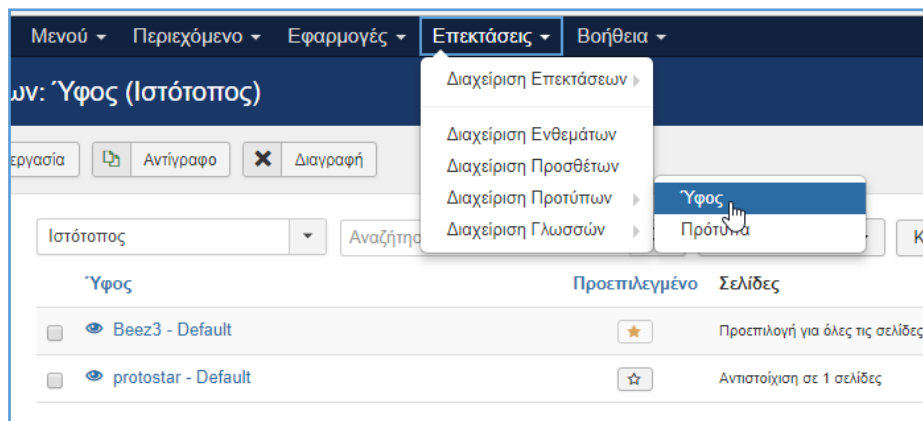 Μενού Περιεχόμενο Εφαρμογές Επεκτάσεις Βοήθεια
ων: Ύφος (Ιστότοπος)
εργασία Αντίγραφο Διαγραφή
Διαχείριση Επεκτάσεων
Διαχείριση Ενθεμάτων
Διαχείριση Προσθέτων
Διαχείριση Προτύπων
Διαχείριση Γλωσσών
Ύφος
Πρότυπα
Ιστότοπος Αναζήτησ Κ
Ύφος Προεπιλεγμένο Σελίδες
Beez3 - Default Προεπιλογή για όλες τις σελίδες
protostar - Default Αντιστοίχιση σε 1 σελίδες